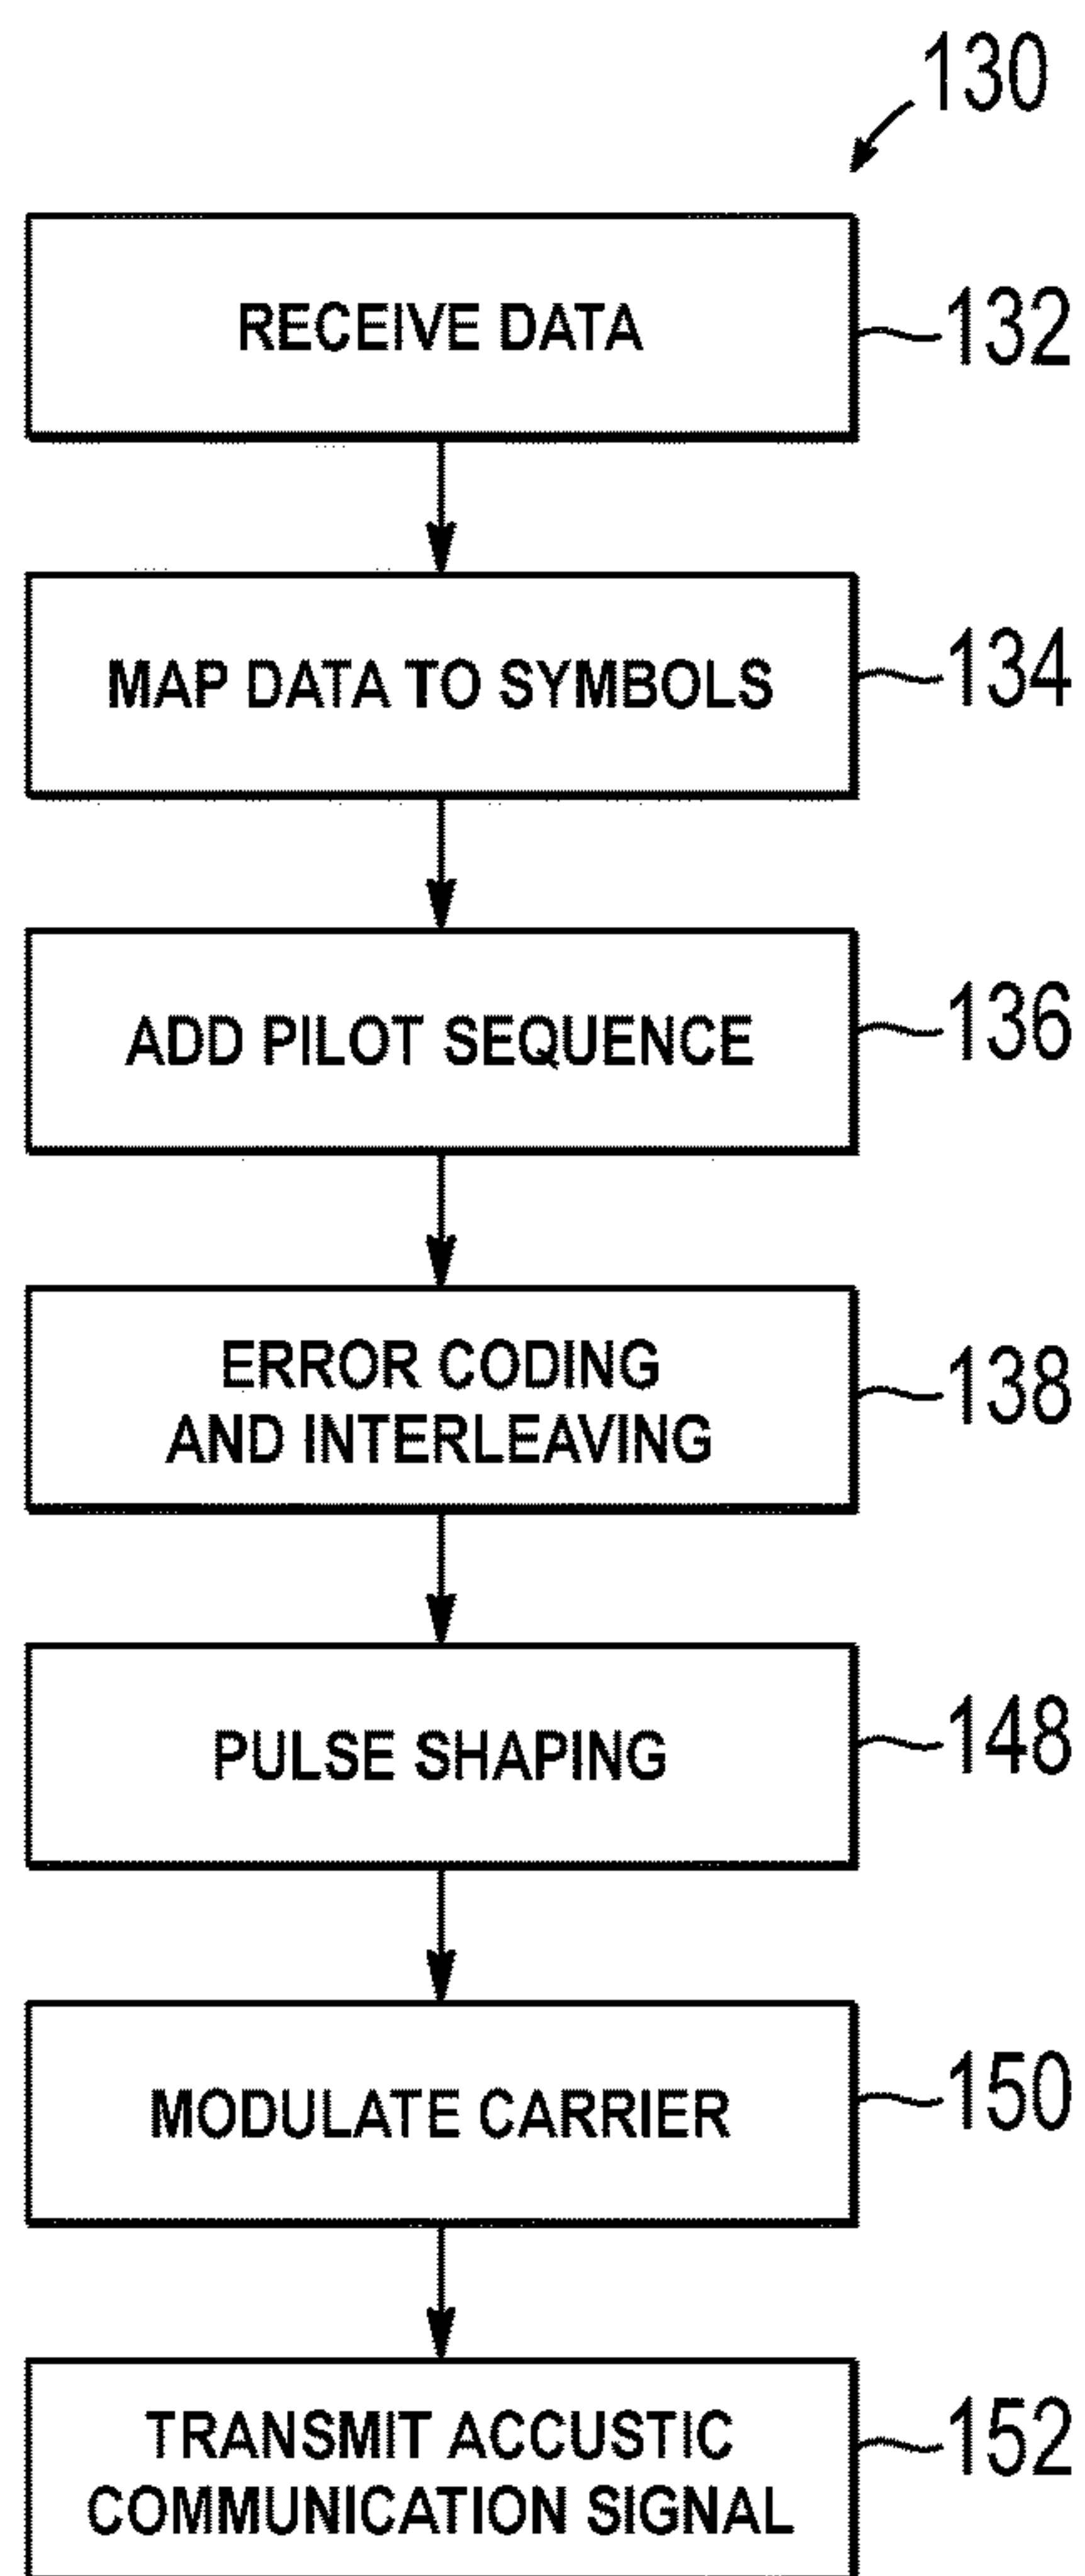 130
RECEIVE DATA
132
MAP DATA TO SYMBOLS
134
ADD PILOT SEQUENCE
136
ERROR CODING
AND INTERLEAVING
138
PULSE SHAPING
148
MODULATE CARRIER
150
TRANSMIT ACCUSTIC
COMMUNICATION SIGNAL
152